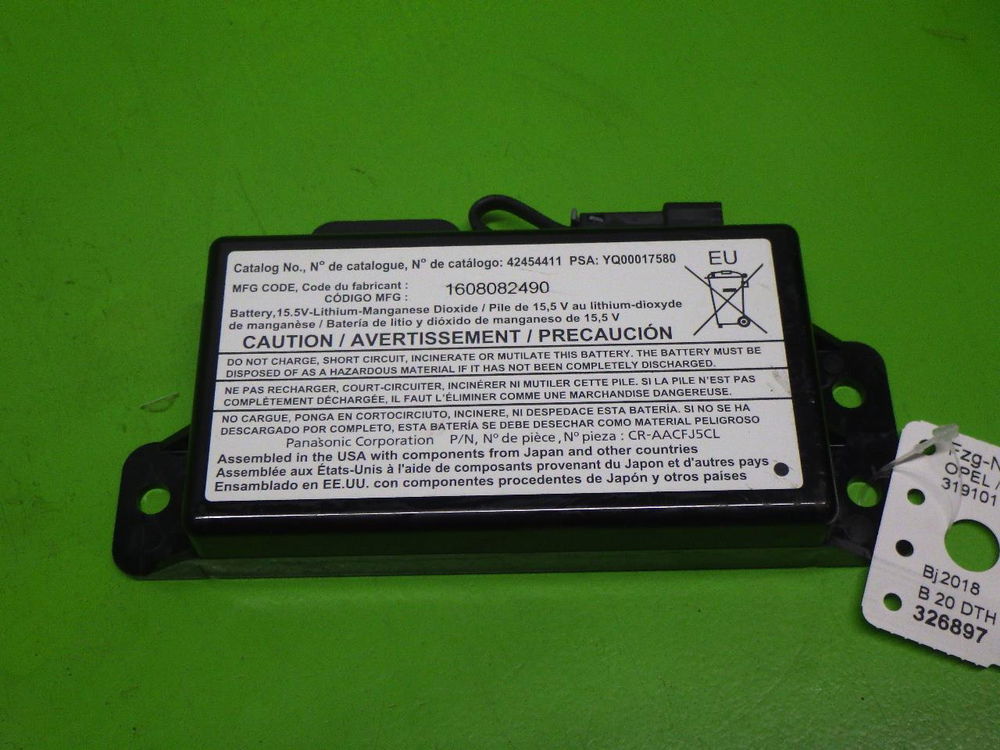 Catalog No., N° de catalogue, N° de catálogo: 42454411 PSA: YQ00017580
EU
MFG CODE, Code du fabricant :
CÓDIGO MFG :
1608082490
Battery,15.5V-Lithium-Manganese Dioxide / Pile de 15,5 V au lithium-dioxyde
de manganèse / Batería de litio y dióxido de manganeso de 15,5 V
CAUTION / AVERTISSEMENT / PRECAUCIÓN
DO NOT CHARGE, SHORT CIRCUIT, INCINERATE OR MUTILATE THIS BATTERY. THE BATTERY MUST BE
DISPOSED OF AS A HAZARDOUS MATERIAL IF IT HAS NOT BEEN COMPLETELY DISCHARGED.
NE PAS RECHARGER, COURT-CIRCUITER, INCINÉRER NI MUTILER CETTE PILE. SI LA PILE N'EST PAS
COMPLÈTEMENT DÉCHARGÉE, IL FAUT L'ÉLIMINER COMME UNE MARCHANDISE DANGEREUSE.
NO CARGUE, PONGA EN CORTOCIRCIUTO, INCINERE, NI DESPEDACE ESTA BATERÍA. SI NO SE HA
DESCARGADO POR COMPLETO, ESTA BATERÍA SE DEBE DESECHAR COMO MATERIAL PELIGROSO
Panasonic Corporation P/N, N° de pièce, N° pieza : CR-AACFJ5CL
Assembled in the USA with components from Japan and other countries
Assemblée aux États-Unis à l'aide de composants provenant du Japon et d'autres pays
Ensamblado en EE.UU. con componentes procedentes de Japón y otros países
Fzg-N
OPEL
319101
Bj.2018
B 20 DTH
326897